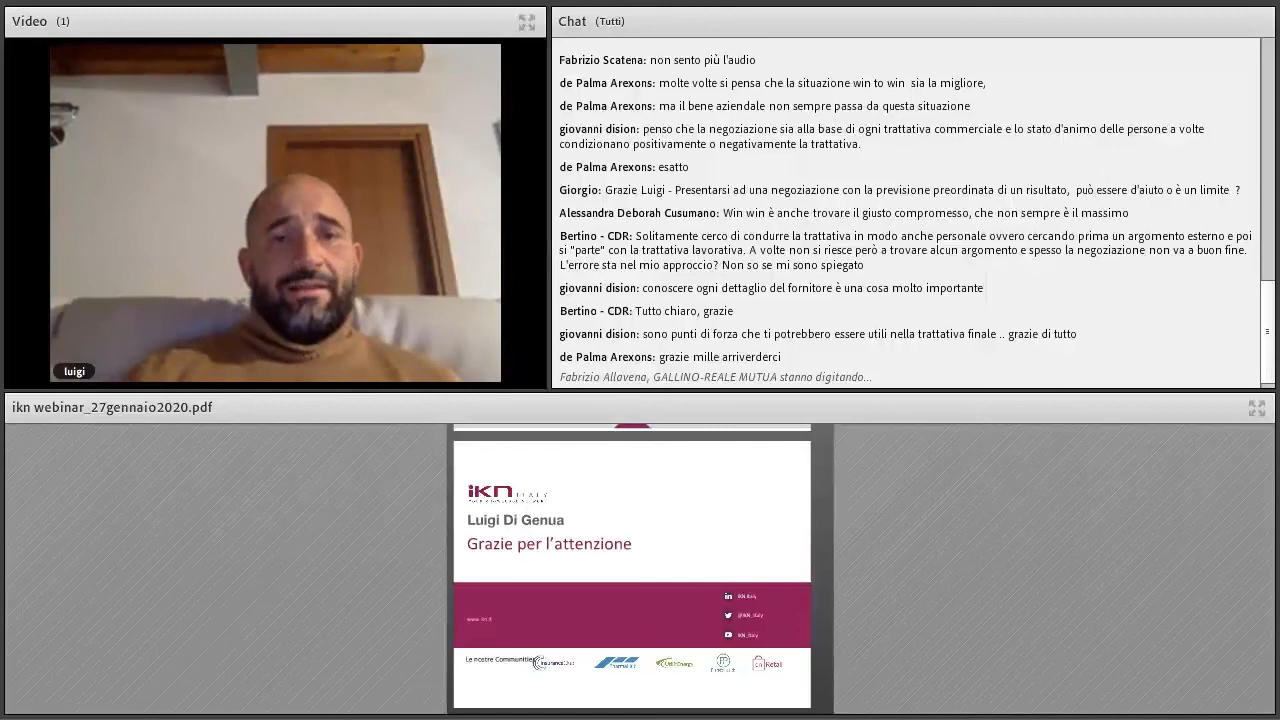 Video (1)
luigi
Chat (Tutti)
Fabrizio Scatena: non sento più l'audio
de Palma Arexons: molte volte si pensa che la situazione win to win sia la migliore,
de Palma Arexons: ma il bene aziendale non sempre passa da questa situazione
giovanni dision: penso che la negoziazione sia alla base di ogni trattativa commerciale e lo stato d'animo delle persone a volte
condizionano positivamente o negativamente la trattativa.
de Palma Arexons: esatto
Giorgio: Grazie Luigi - Presentarsi ad una negoziazione con la previsione preordinata di un risultato, può essere d'aiuto o è un limite ?
Alessandra Deborah Cusumano: Win win è anche trovare il giusto compromesso, che non sempre è il massimo
Bertino - CDR: Solitamente cerco di condurre la trattativa in modo anche personale ovvero cercando prima un argomento esterno e poi
si "parte" con la trattativa lavorativa. A volte non si riesce però a trovare alcun argomento e spesso la negoziazione non va a buon fine.
L'errore sta nel mio approccio? Non so se mi sono spiegato
giovanni dision: conoscere ogni dettaglio del fornitore è una cosa molto importante
Bertino - CDR: Tutto chiaro, grazie
giovanni dision: sono punti di forza che ti potrebbero essere utili nella trattativa finale .. grazie di tutto
de Palma Arexons: grazie mille arriverderci
Fabrizio Allavena, GALLINO-REALE MUTUA stanno digitando...
ikn webinar_27gennaio2020.pdf
iKN ITALY
Luigi Di Genua
Grazie per l'attenzione
IKN Italy
@IKN_Italy
IKN_Italy
Le nostre Communities
Retail